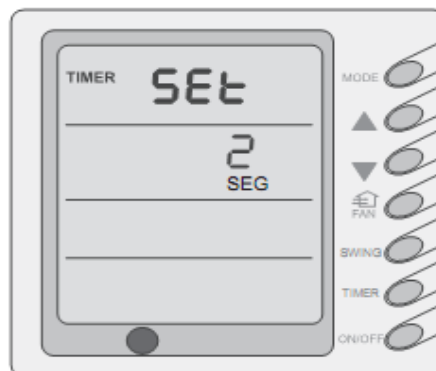 TIMER SEt
2
SEG
MODE
FAN
SWING
TIMER
ON/OFF